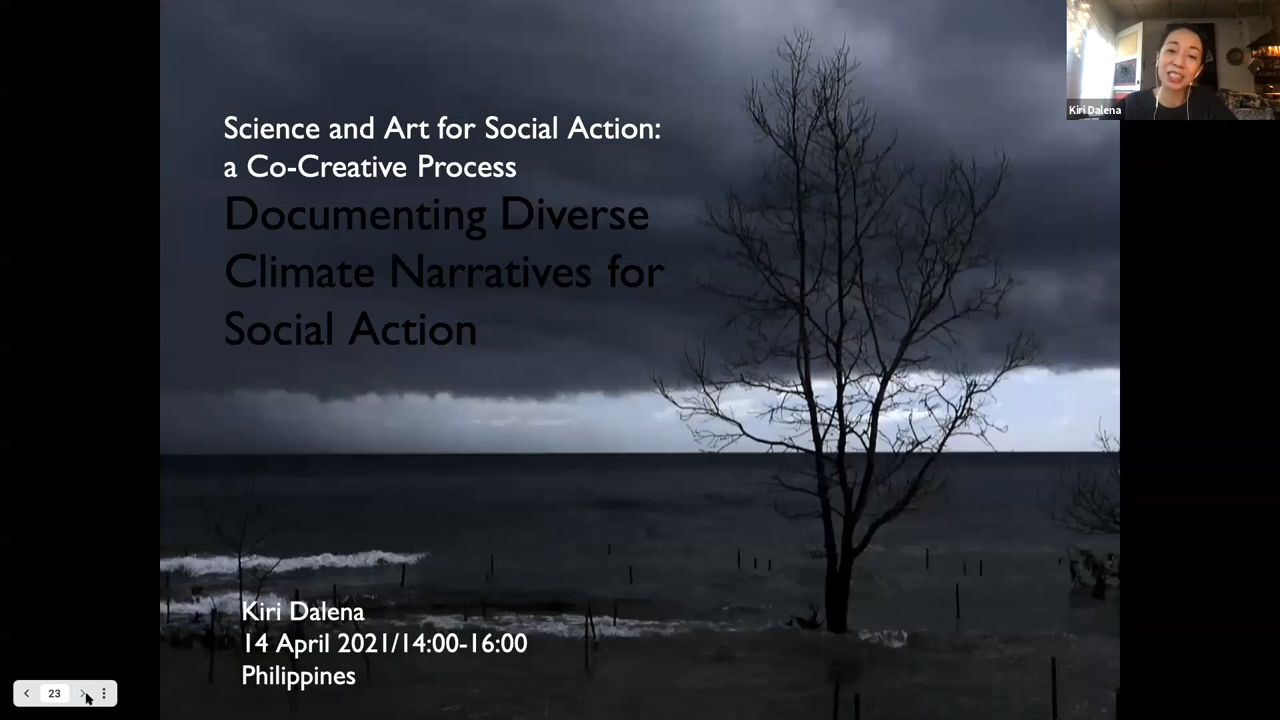 Science and Art for Social Action:
a Co-Creative Process
Documenting Diverse
Climate Narratives for
Social Action
Kiri Dalena
14 April 2021/14:00-16:00
Philippines
Kiri Dalena
23